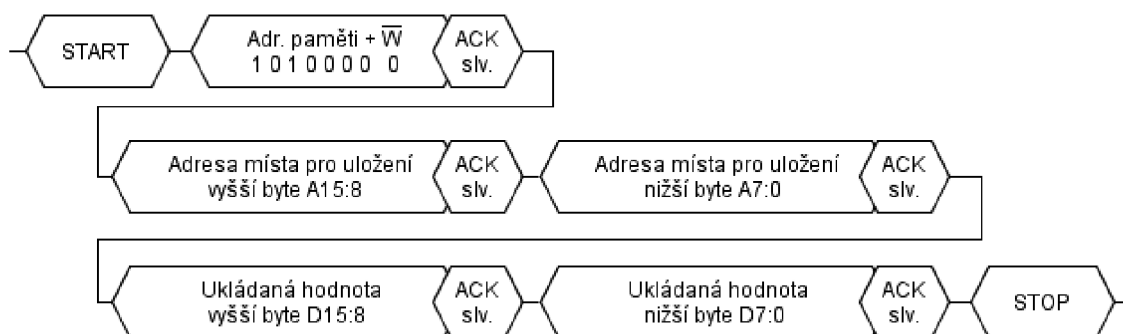 START
Adr. paměti + W̅
1 0 1 0 0 0 0  0
ACK
slv.
Adresa místa pro uložení
vyšší byte A15:8
ACK
slv.
Adresa místa pro uložení
nižší byte A7:0
ACK
slv.
Ukládaná hodnota
vyšší byte D15:8
ACK
slv.
Ukládaná hodnota
nižší byte D7:0
ACK
slv.
STOP